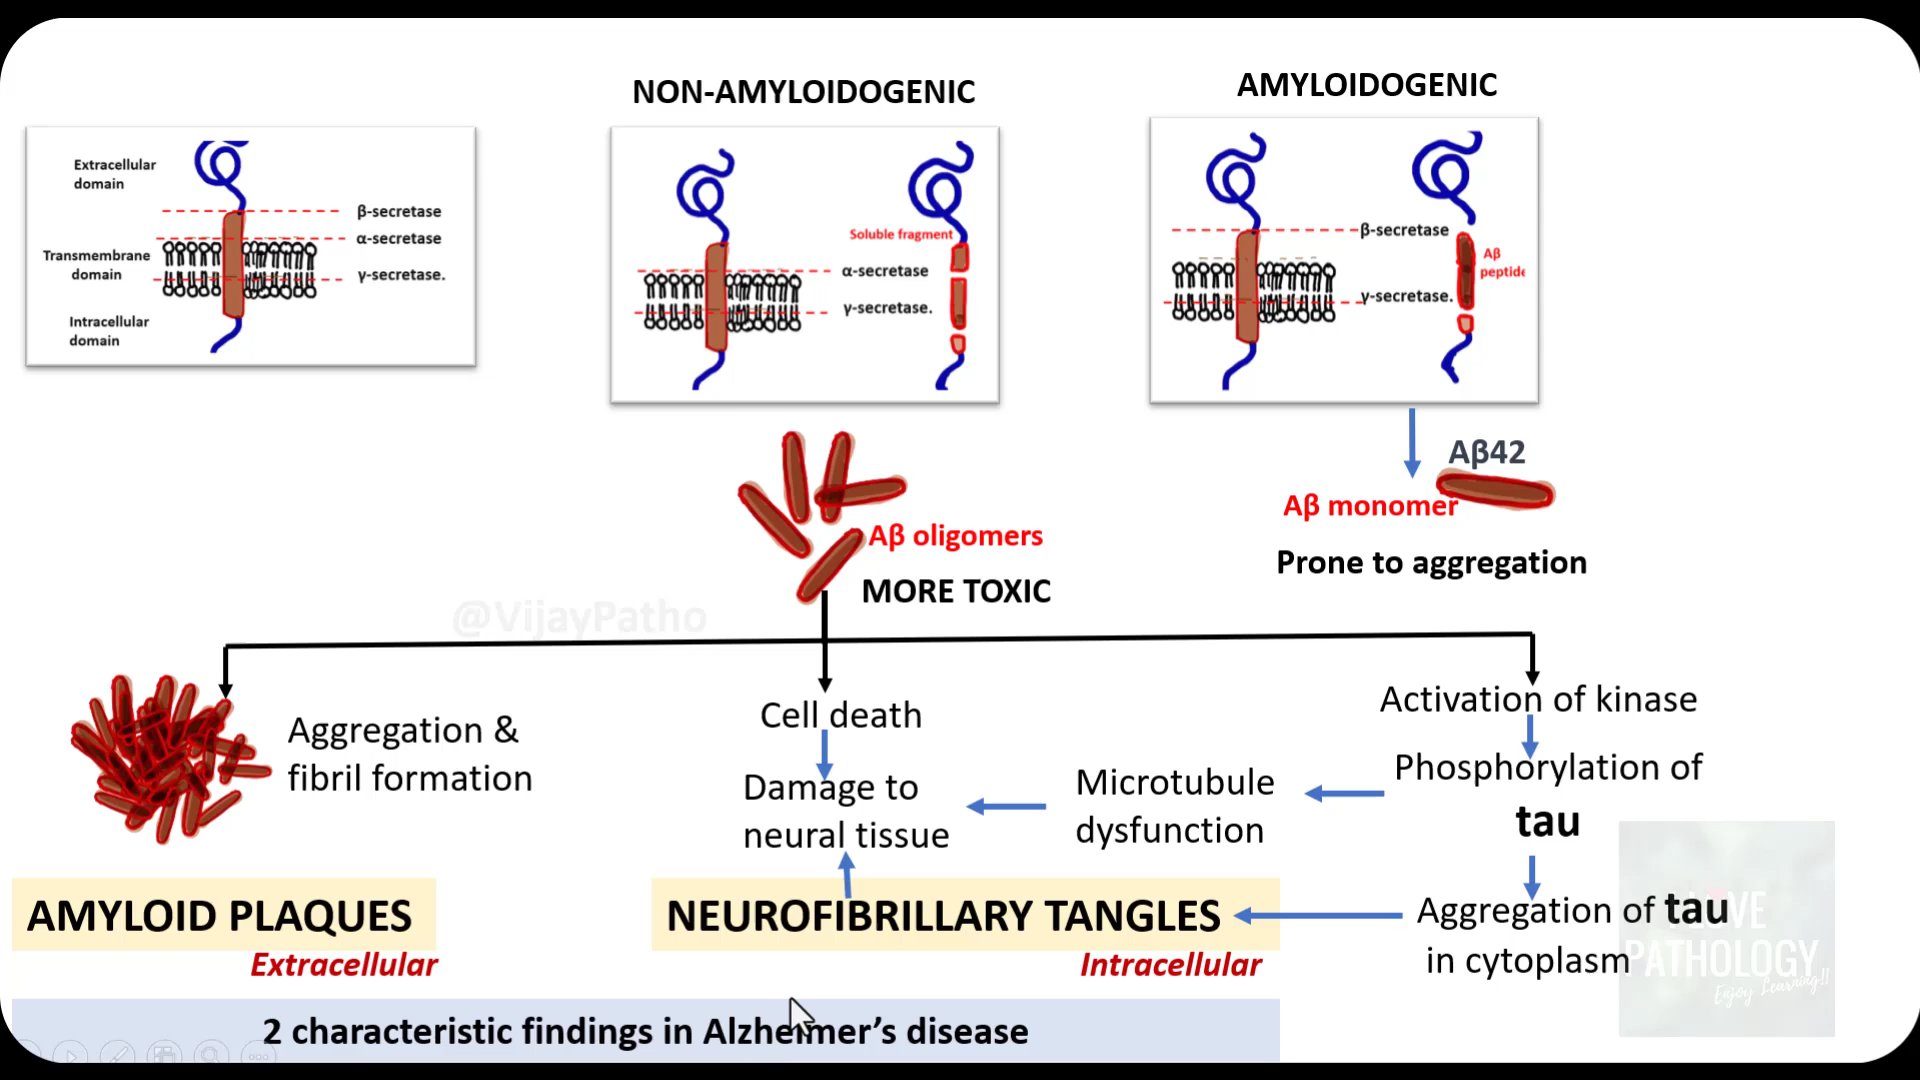 NON-AMYLOIDOGENIC
AMYLOIDOGENIC
Extracellular
domain
β-secretase
α-secretase
Transmembrane
domain
γ-secretase.
Intracellular
domain
Soluble fragment
α-secretase
γ-secretase.
β-secretase
Aβ
peptide
γ-secretase.
Aβ42
Aβ monomer
Prone to aggregation
Aβ oligomers
MORE TOXIC
@VijayPatho
Aggregation &
fibril formation
Cell death
Damage to
neural tissue
Microtubule
dysfunction
Activation of kinase
Phosphorylation of
tau
Aggregation of tau
in cytoplasm
AMYLOID PLAQUES
Extracellular
NEUROFIBRILLARY TANGLES
Intracellular
I LOVE
PATHOLOGY
Enjoy Learning!!
2 characteristic findings in Alzheimer's disease